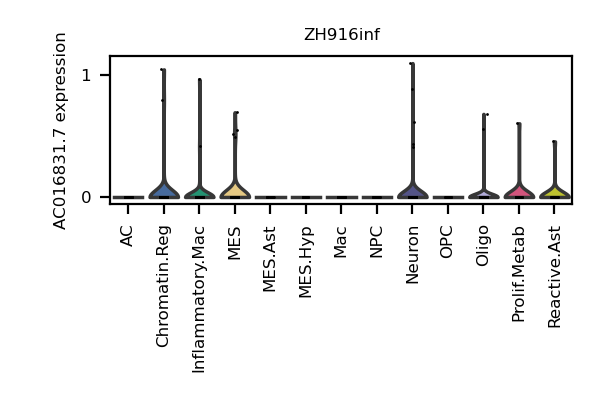 ZH916inf
AC016831.7 expression
1
0
AC
Chromatin.Reg
Inflammatory.Mac
MES
MES.Ast
MES.Hyp
Mac
NPC
Neuron
OPC
Oligo
Prolif.Metab
Reactive.Ast